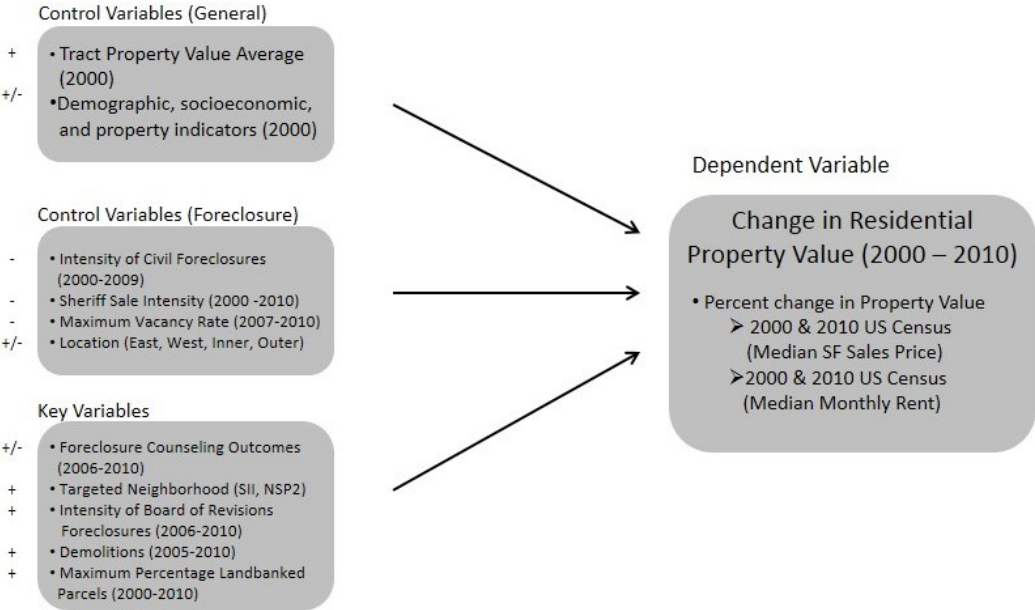 Control Variables (General)
+ • Tract Property Value Average
(2000)
+/- •Demographic, socioeconomic,
and property indicators (2000)
Control Variables (Foreclosure)
- • Intensity of Civil Foreclosures
(2000-2009)
- • Sheriff Sale Intensity (2000 -2010)
- • Maximum Vacancy Rate (2007-2010)
+/- • Location (East, West, Inner, Outer)
Key Variables
+/- • Foreclosure Counseling Outcomes
(2006-2010)
+ • Targeted Neighborhood (SII, NSP2)
+ • Intensity of Board of Revisions
Foreclosures (2006-2010)
+ • Demolitions (2005-2010)
+ • Maximum Percentage Landbanked
Parcels (2000-2010)
Dependent Variable
Change in Residential
Property Value (2000 – 2010)
• Percent change in Property Value
➢ 2000 & 2010 US Census
(Median SF Sales Price)
➢2000 & 2010 US Census
(Median Monthly Rent)